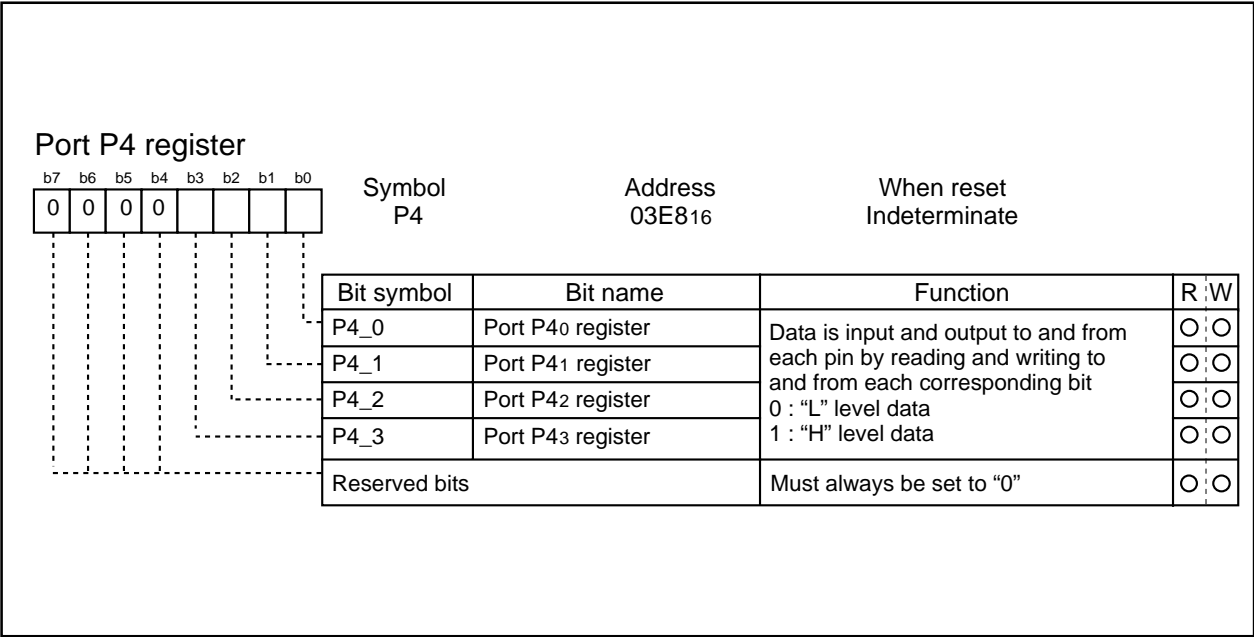 Port P4 register
b7 b6 b5 b4 b3 b2 b1 b0
0 0 0 0
Symbol Address When reset
P4 03E816 Indeterminate
Bit symbol Bit name Function R W
P4_0 Port P40 register
P4_1 Port P41 register
P4_2 Port P42 register
P4_3 Port P43 register
Data is input and output to and from
each pin by reading and writing to
and from each corresponding bit
0 : “L” level data
1 : “H” level data
Reserved bits Must always be set to “0”